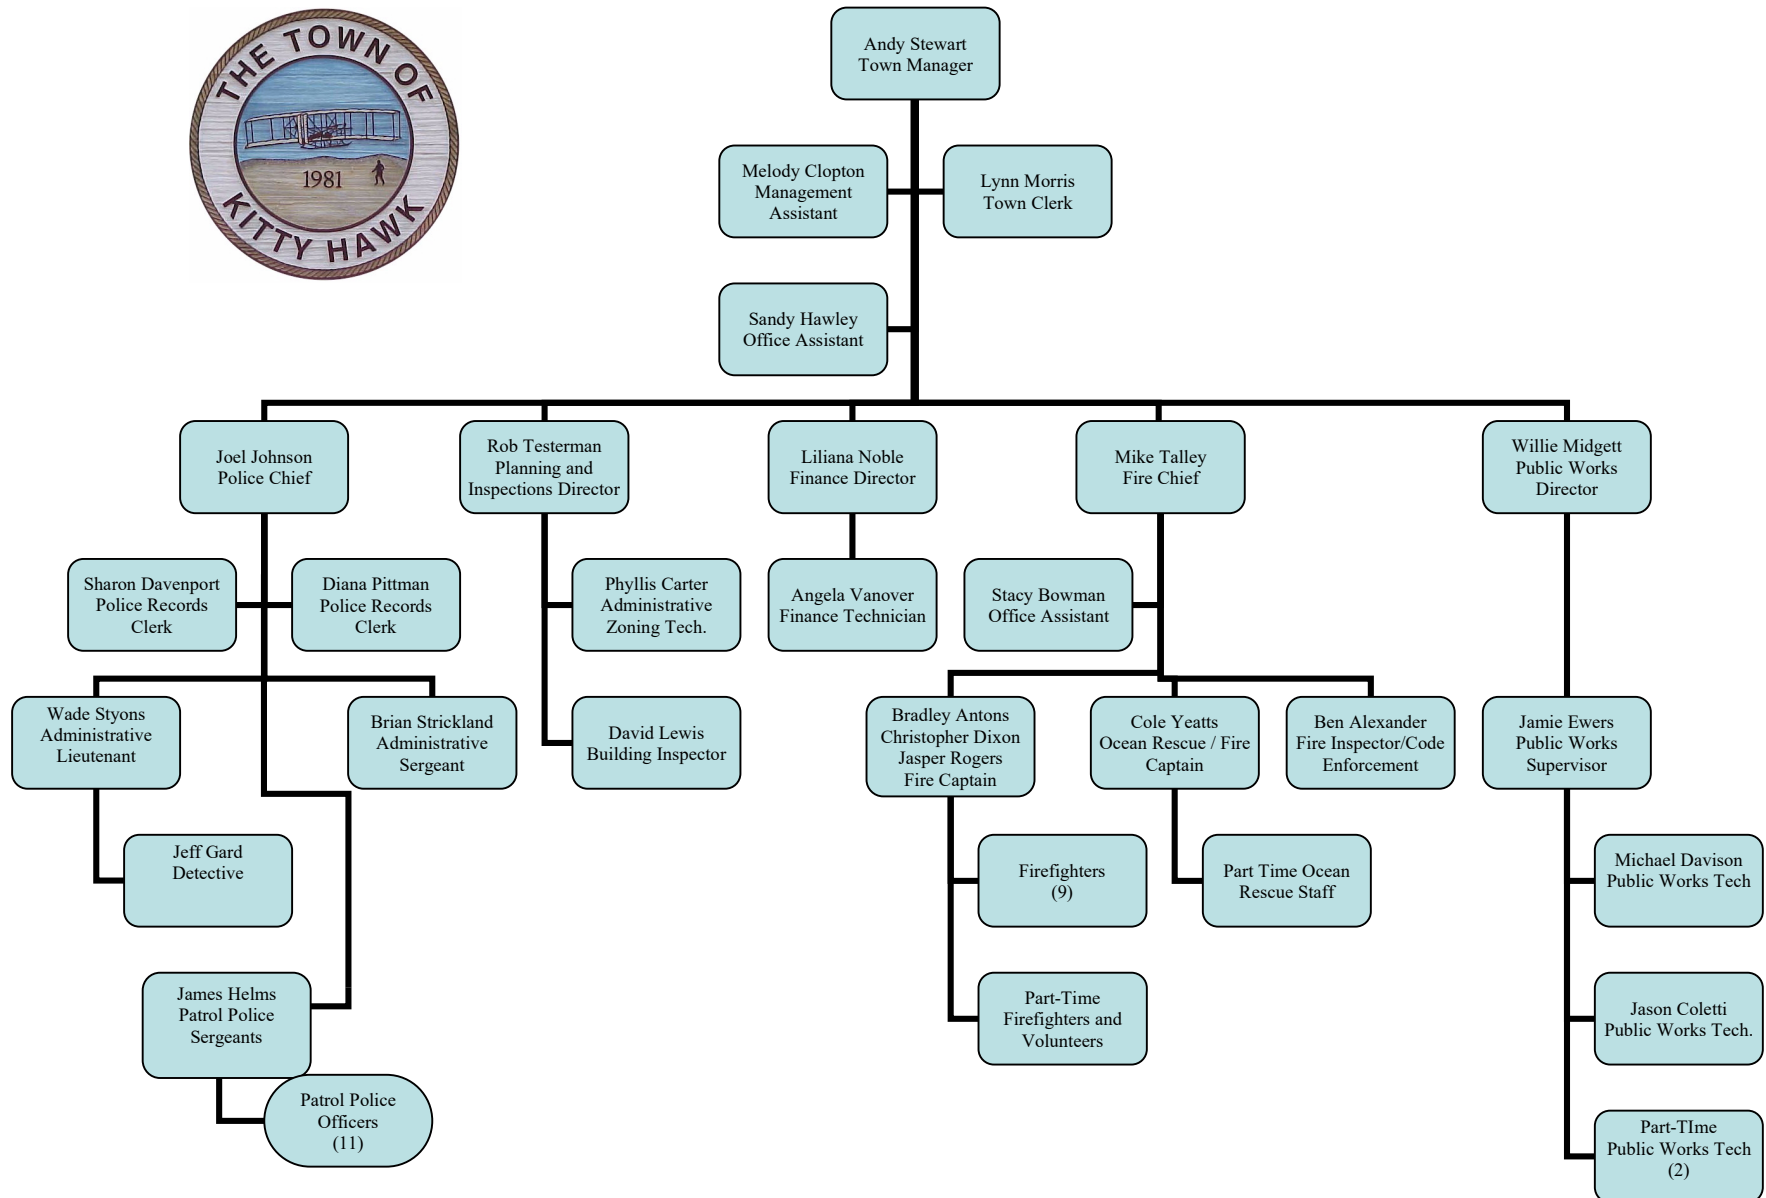 THE TOWN OF
1981
KITTY HAWK
Andy Stewart
Town Manager
Melody Clopton
Management
Assistant
Lynn Morris
Town Clerk
Sandy Hawley
Office Assistant
Joel Johnson
Police Chief
Rob Testerman
Planning and
Inspections Director
Liliana Noble
Finance Director
Mike Talley
Fire Chief
Willie Midgett
Public Works
Director
Sharon Davenport
Police Records
Clerk
Diana Pittman
Police Records
Clerk
Phyllis Carter
Administrative
Zoning Tech.
Angela Vanover
Finance Technician
Stacy Bowman
Office Assistant
Wade Styons
Administrative
Lieutenant
Brian Strickland
Administrative
Sergeant
David Lewis
Building Inspector
Bradley Antons
Christopher Dixon
Jasper Rogers
Fire Captain
Cole Yeatts
Ocean Rescue / Fire
Captain
Ben Alexander
Fire Inspector/Code
Enforcement
Jamie Ewers
Public Works
Supervisor
Jeff Gard
Detective
Firefighters
(9)
Part Time Ocean
Rescue Staff
Michael Davison
Public Works Tech
James Helms
Patrol Police
Sergeants
Part-Time
Firefighters and
Volunteers
Jason Coletti
Public Works Tech.
Patrol Police
Officers
(11)
Part-TIme
Public Works Tech
(2)